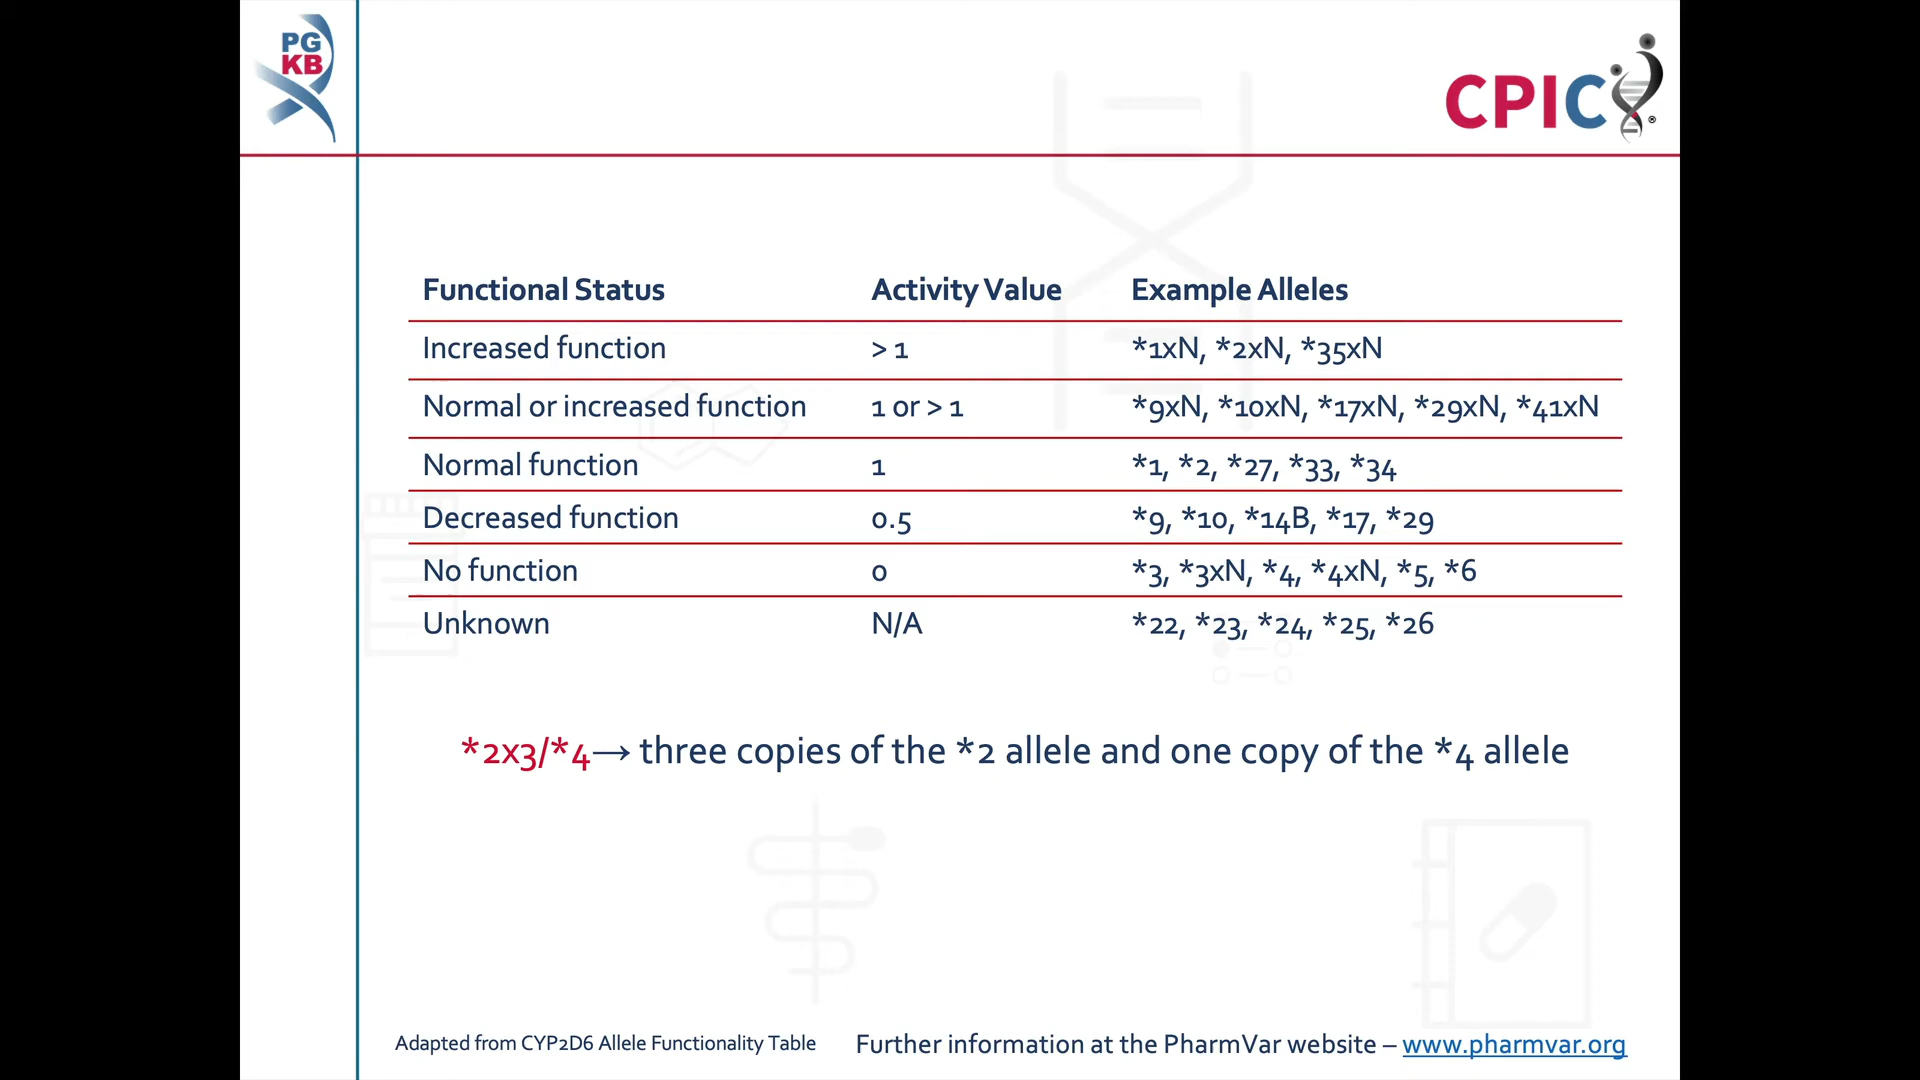 PG
KB
CPIC®
Functional Status Activity Value Example Alleles
Increased function > 1 *1xN, *2xN, *35xN
Normal or increased function 1 or > 1 *9xN, *10xN, *17xN, *29xN, *41xN
Normal function 1 *1, *2, *27, *33, *34
Decreased function 0.5 *9, *10, *14B, *17, *29
No function 0 *3, *3xN, *4, *4xN, *5, *6
Unknown N/A *22, *23, *24, *25, *26
*2x3/*4→ three copies of the *2 allele and one copy of the *4 allele
Adapted from CYP2D6 Allele Functionality Table Further information at the PharmVar website – www.pharmvar.org